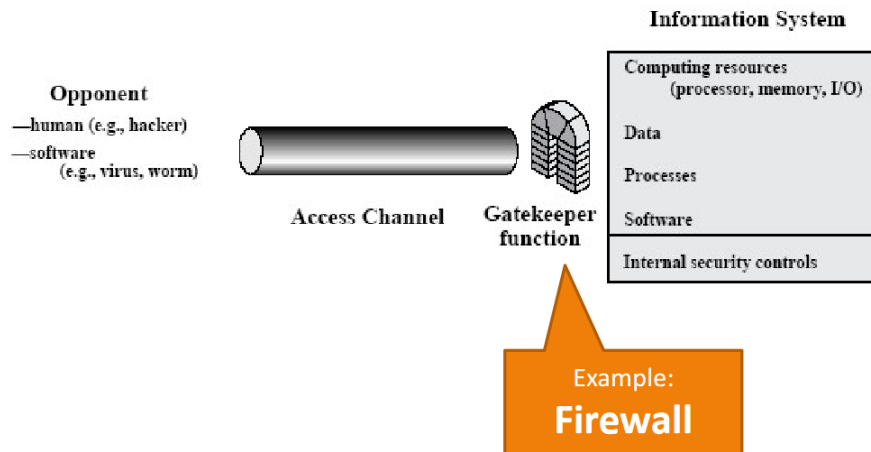 Information System
Opponent
—human (e.g., hacker)
—software
(e.g., virus, worm)
Access Channel
Gatekeeper
function
Computing resources
(processor, memory, I/O)
Data
Processes
Software
Internal security controls
Example:
Firewall